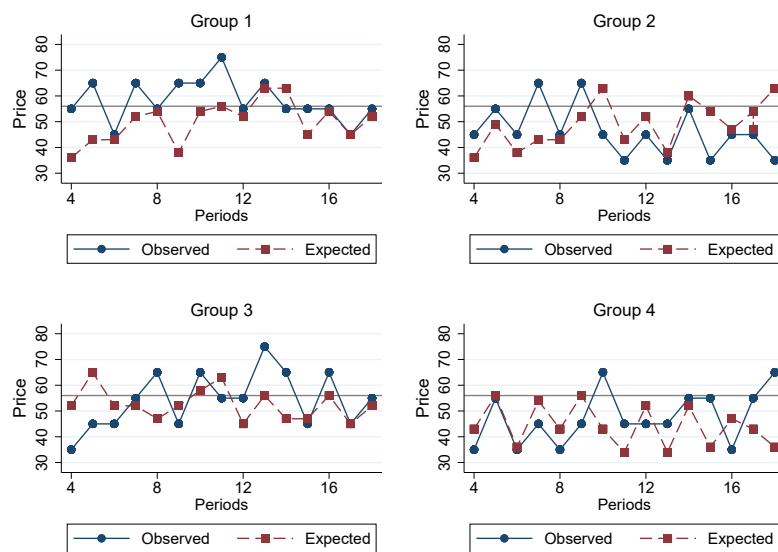 Group 1
Price
30 40 50 60 70 80
4 8 12 16
Periods
Observed Expected
Group 2
Price
30 40 50 60 70 80
4 8 12 16
Periods
Observed Expected
Group 3
Price
30 40 50 60 70 80
4 8 12 16
Periods
Observed Expected
Group 4
Price
30 40 50 60 70 80
4 8 12 16
Periods
Observed Expected